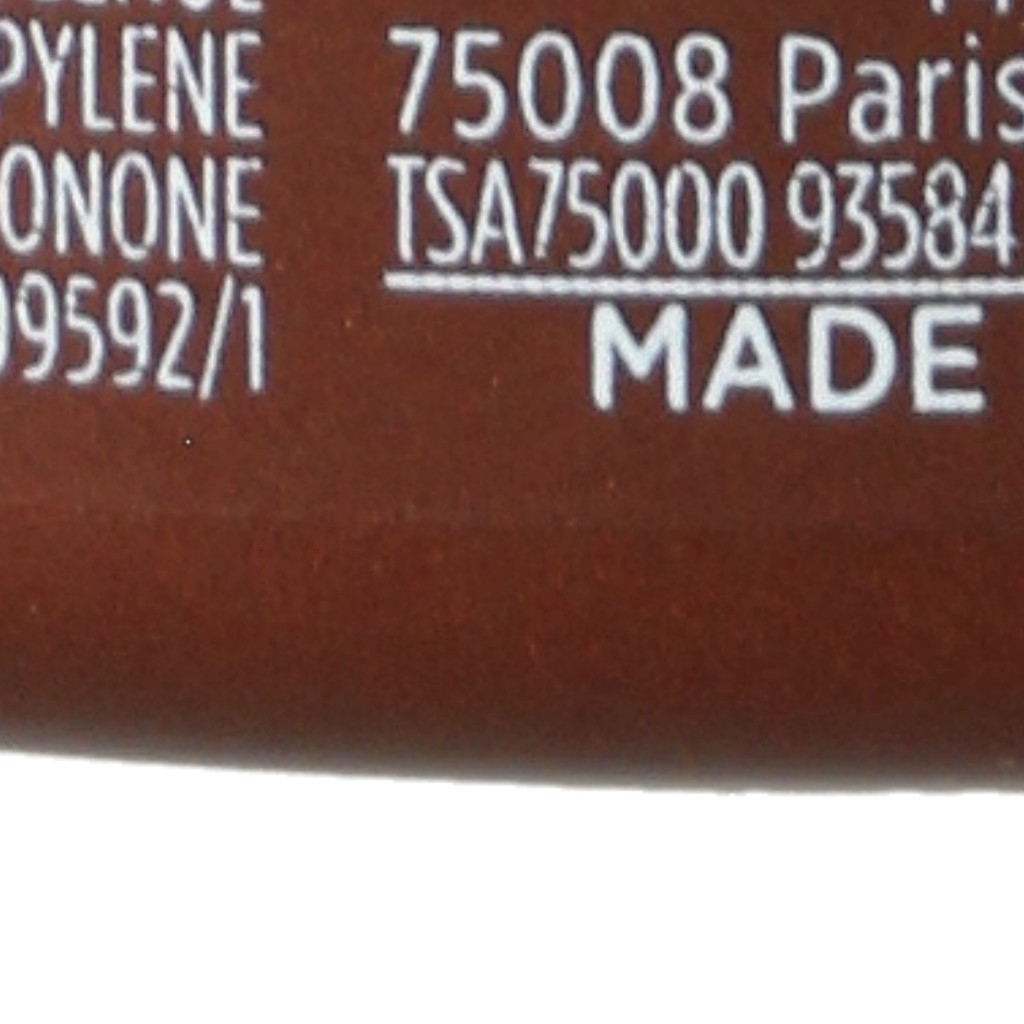 PYLENE
ONONE
9592/1
75008 Paris
TSA75000 93584
MADE